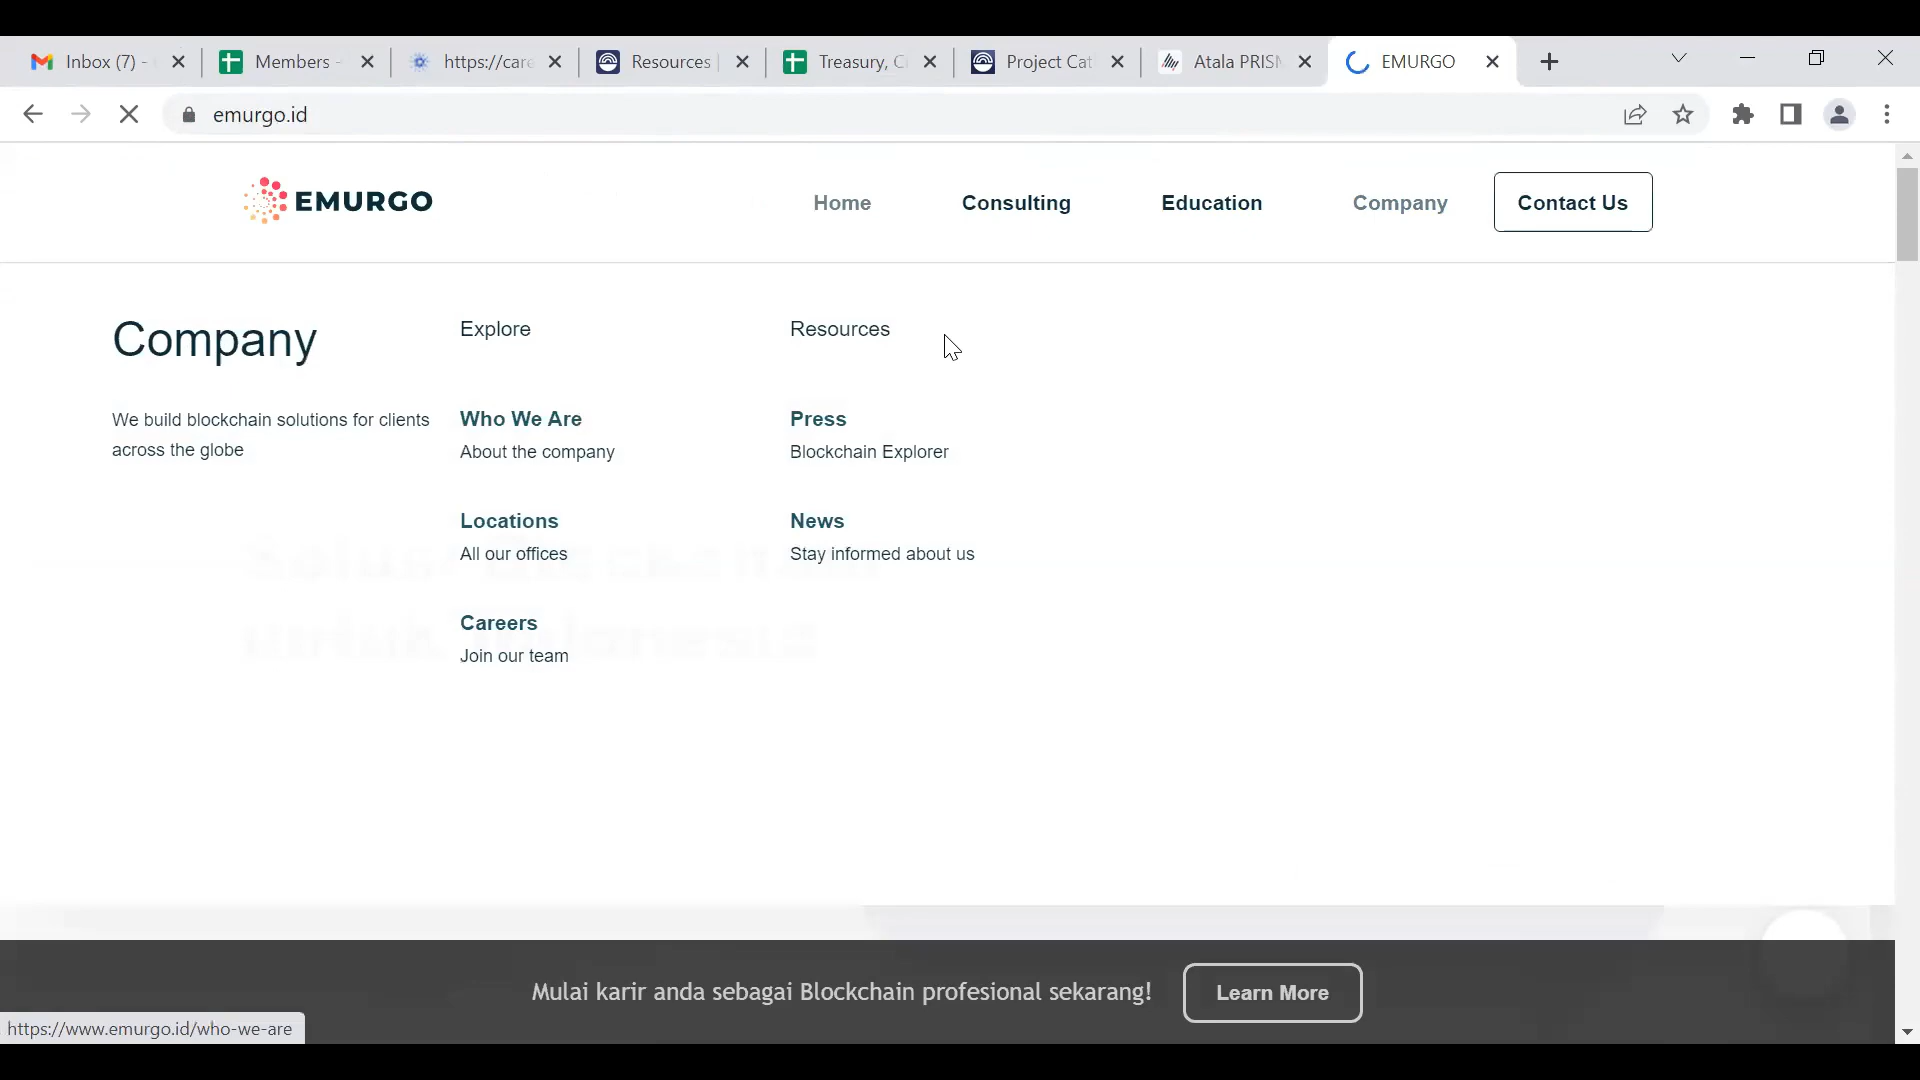 Inbox (7) -
Members -
https://care
Resources |
Treasury, C
Project Cat
Atala PRISM
EMURGO
emurgo.id
EMURGO
Home
Consulting
Education
Company
Contact Us
Company
We build blockchain solutions for clients
across the globe
Explore
Who We Are
About the company
Locations
All our offices
Careers
Join our team
Resources
Press
Blockchain Explorer
News
Stay informed about us
Mulai karir anda sebagai Blockchain profesional sekarang!
Learn More
https://www.emurgo.id/who-we-are